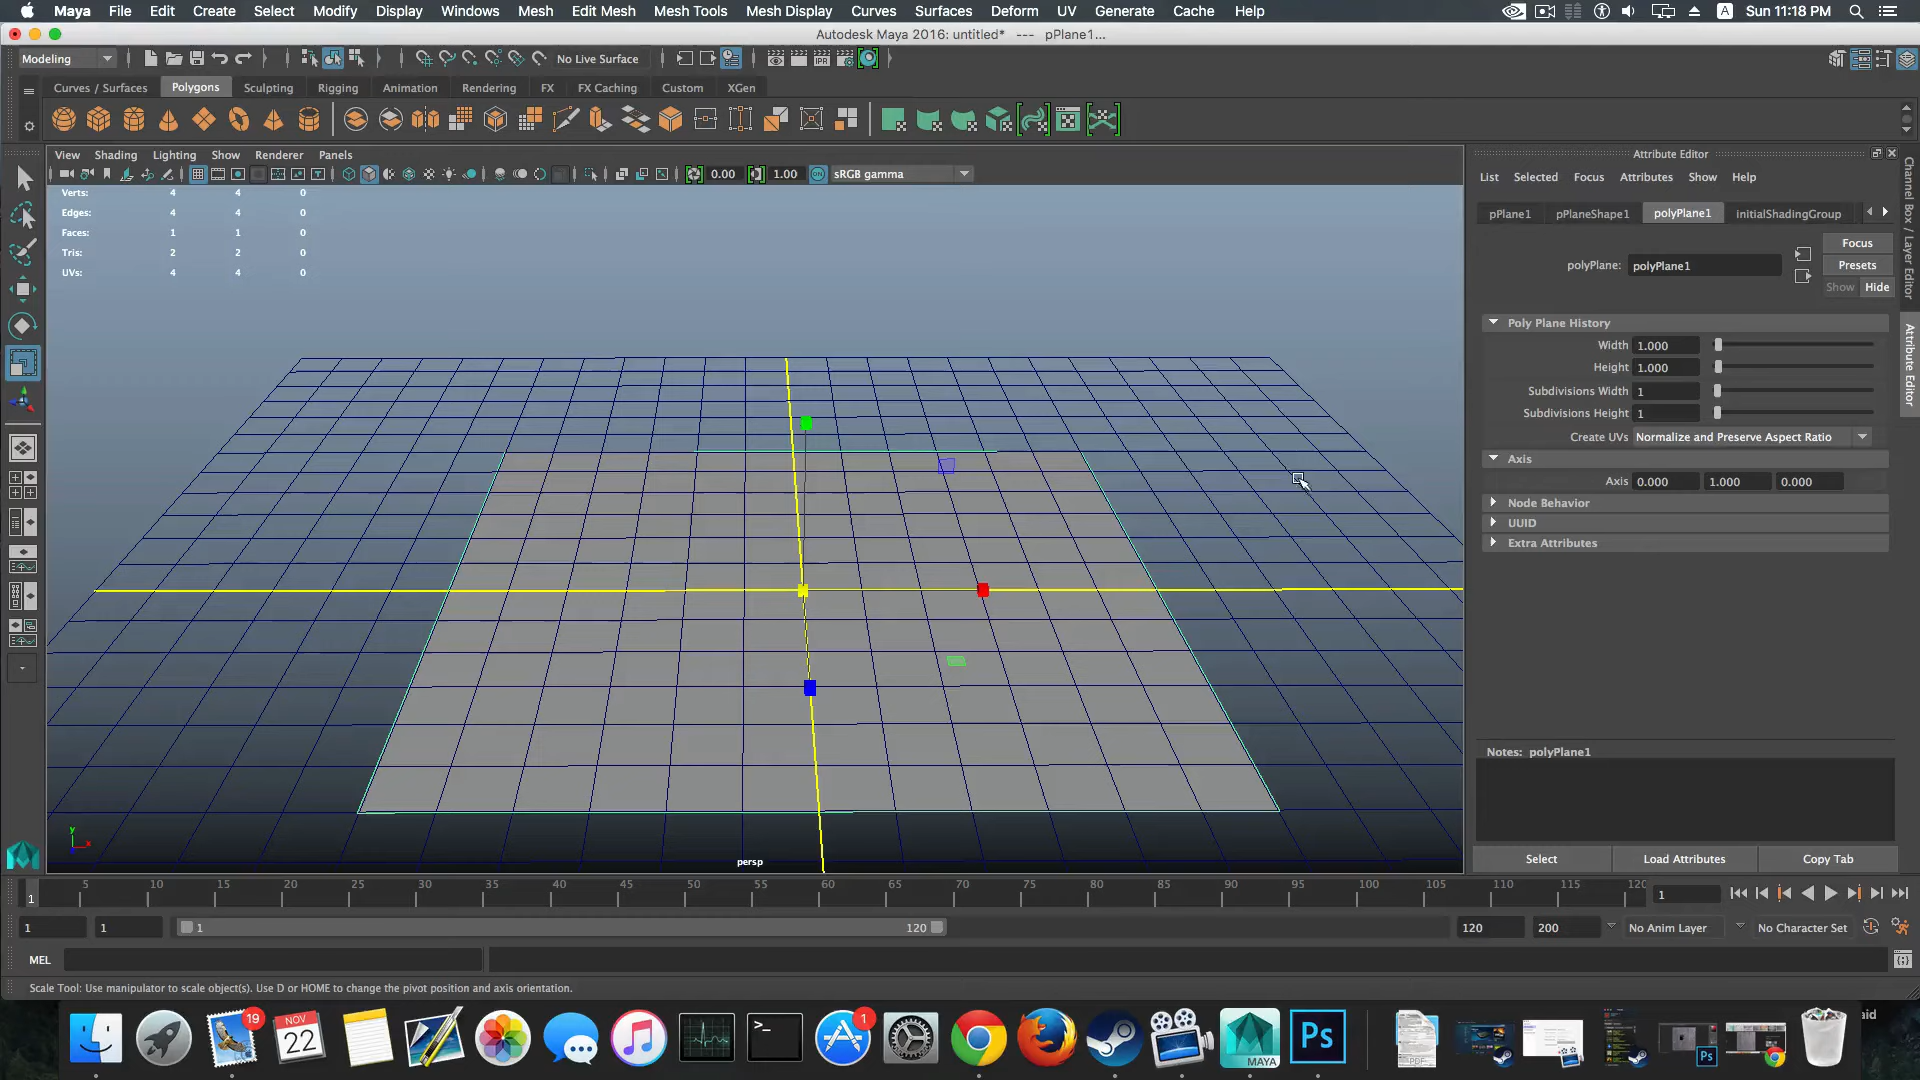 Maya File Edit Create Select Modify Display Windows Mesh Edit Mesh Mesh Tools Mesh Display Curves Surfaces Deform UV Generate Cache Help A Sun 11:18 PM
Autodesk Maya 2016: untitled* --- pPlane1...
Modeling No Live Surface IPR
Curves / Surfaces Polygons Sculpting Rigging Animation Rendering FX FX Caching Custom XGen
View Shading Lighting Show Renderer Panels
0.00 1.00 ON sRGB gamma
Verts: 4 4 0
Edges: 4 4 0
Faces: 1 1 0
Tris: 2 2 0
UVs: 4 4 0
y
x
persp
Attribute Editor
List Selected Focus Attributes Show Help
pPlane1 pPlaneShape1 polyPlane1 initialShadingGroup
Focus
polyPlane: polyPlane1 Presets
Show Hide
Poly Plane History
Width 1.000
Height 1.000
Subdivisions Width 1
Subdivisions Height 1
Create UVs Normalize and Preserve Aspect Ratio
Axis
Axis 0.000 1.000 0.000
Node Behavior
UUID
Extra Attributes
Notes: polyPlane1
Select Load Attributes Copy Tab
Channel Box / Layer Editor
Attribute Editor
1 5 10 15 20 25 30 35 40 45 50 55 60 65 70 75 80 85 90 95 100 105 110 115 120 1
1 1 1 120 120 200 No Anim Layer No Character Set
MEL
Scale Tool: Use manipulator to scale object(s). Use D or HOME to change the pivot position and axis orientation.
19 NOV 22 >_ 1 MAYA Ps PDF Ps aid